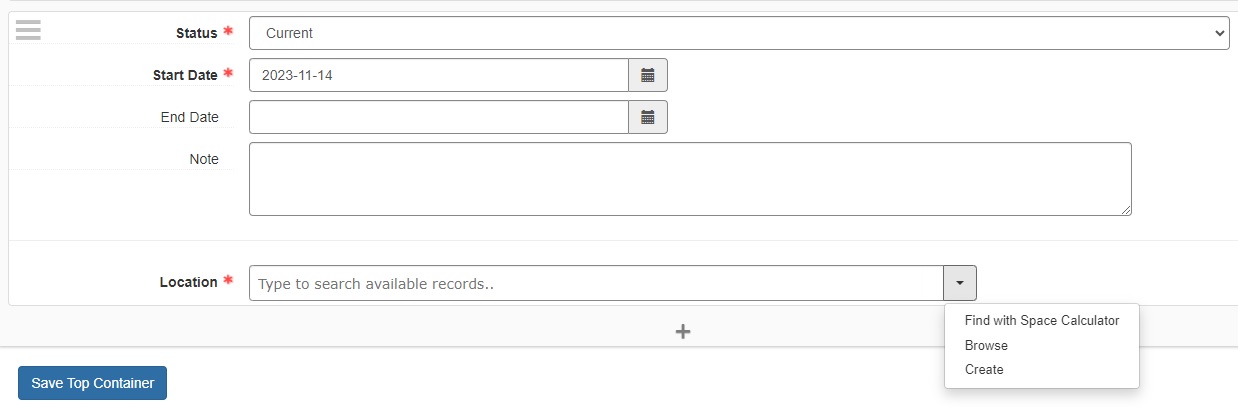 Status * Current
Start Date * 2023-11-14
End Date
Note
Location * Type to search available records..
Find with Space Calculator
Browse
Create
+
Save Top Container